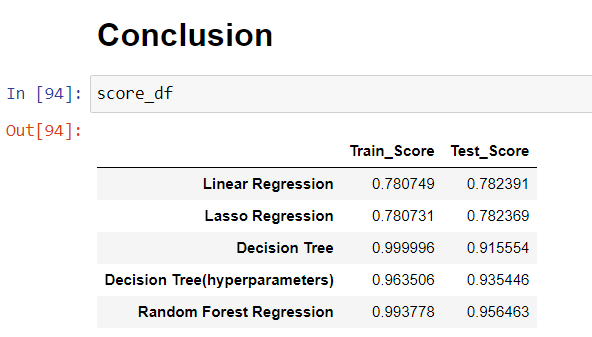 Conclusion
In [94]: score_df
Out[94]:
Train_Score Test_Score
Linear Regression 0.780749 0.782391
Lasso Regression 0.780731 0.782369
Decision Tree 0.999996 0.915554
Decision Tree(hyperparameters) 0.963506 0.935446
Random Forest Regression 0.993778 0.956463